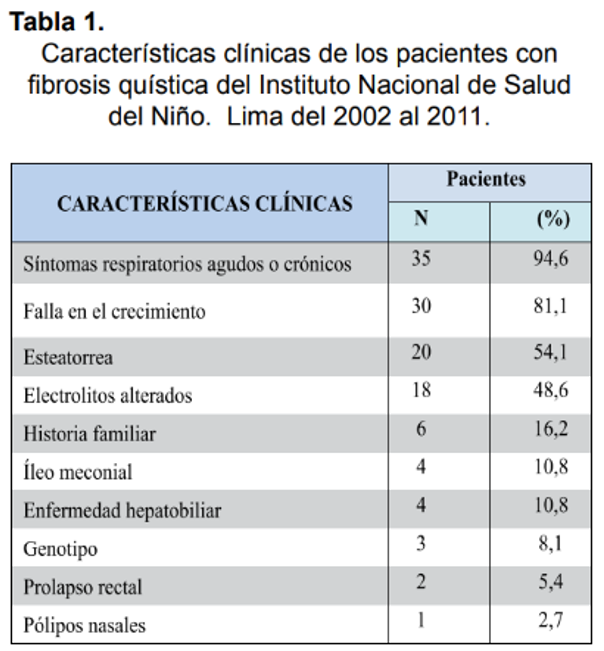 Tabla 1.
Características clínicas de los pacientes con
fibrosis quística del Instituto Nacional de Salud
del Niño. Lima del 2002 al 2011.
CARACTERÍSTICAS CLÍNICAS
Pacientes
N (%)
Síntomas respiratorios agudos o crónicos 35 94,6
Falla en el crecimiento 30 81,1
Esteatorrea 20 54,1
Electrolitos alterados 18 48,6
Historia familiar 6 16,2
Íleo meconial 4 10,8
Enfermedad hepatobiliar 4 10,8
Genotipo 3 8,1
Prolapso rectal 2 5,4
Pólipos nasales 1 2,7